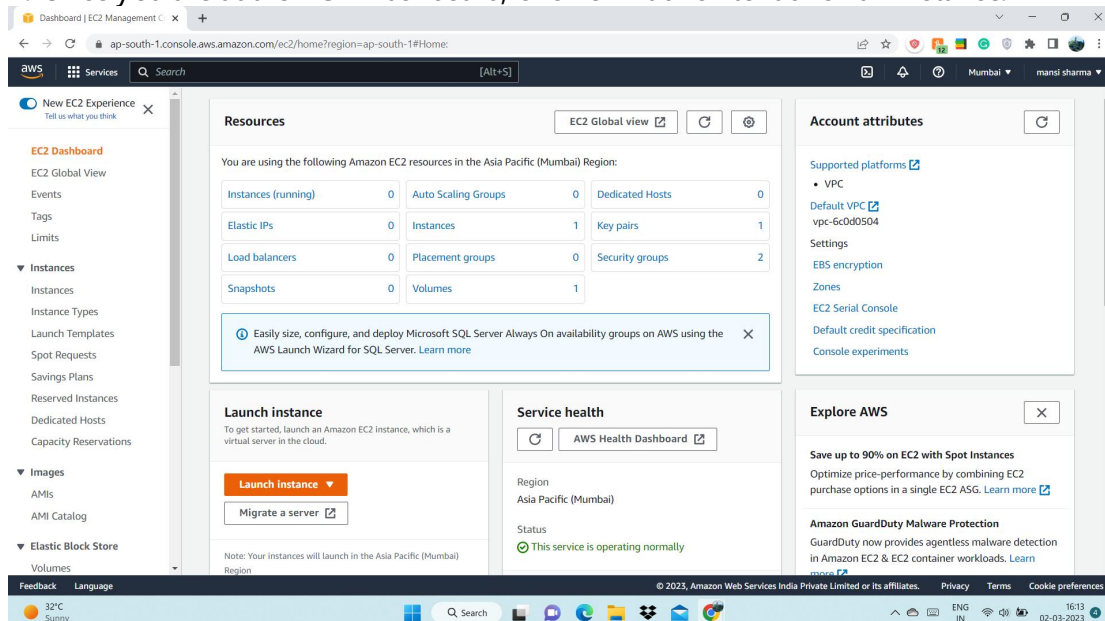 Dashboard | EC2 Management C
ap-south-1.console.aws.amazon.com/ec2/home?region=ap-south-1#Home:
12
aws Services Search [Alt+S] Mumbai ▼ mansi sharma ▼
New EC2 Experience
Tell us what you think
EC2 Dashboard
EC2 Global View
Events
Tags
Limits
▼ Instances
Instances
Instance Types
Launch Templates
Spot Requests
Savings Plans
Reserved Instances
Dedicated Hosts
Capacity Reservations
▼ Images
AMIs
AMI Catalog
▼ Elastic Block Store
Volumes
Resources
EC2 Global view
You are using the following Amazon EC2 resources in the Asia Pacific (Mumbai) Region:
Instances (running) 0 Auto Scaling Groups 0 Dedicated Hosts 0
Elastic IPs 0 Instances 1 Key pairs 1
Load balancers 0 Placement groups 0 Security groups 2
Snapshots 0 Volumes 1
Easily size, configure, and deploy Microsoft SQL Server Always On availability groups on AWS using the
AWS Launch Wizard for SQL Server. Learn more
Launch instance
To get started, launch an Amazon EC2 instance, which is a
virtual server in the cloud.
Launch instance ▼
Migrate a server
Note: Your instances will launch in the Asia Pacific (Mumbai)
Region
Service health
AWS Health Dashboard
Region
Asia Pacific (Mumbai)
Status
This service is operating normally
Account attributes
Supported platforms
• VPC
Default VPC
vpc-6c0d0504
Settings
EBS encryption
Zones
EC2 Serial Console
Default credit specification
Console experiments
Explore AWS
Save up to 90% on EC2 with Spot Instances
Optimize price-performance by combining EC2
purchase options in a single EC2 ASG. Learn more
Amazon GuardDuty Malware Protection
GuardDuty now provides agentless malware detection
in Amazon EC2 & EC2 container workloads. Learn
more
Feedback Language © 2023, Amazon Web Services India Private Limited or its affiliates. Privacy Terms Cookie preferences
32°C
Sunny
Search
ENG
IN
16:13
02-03-2023
4